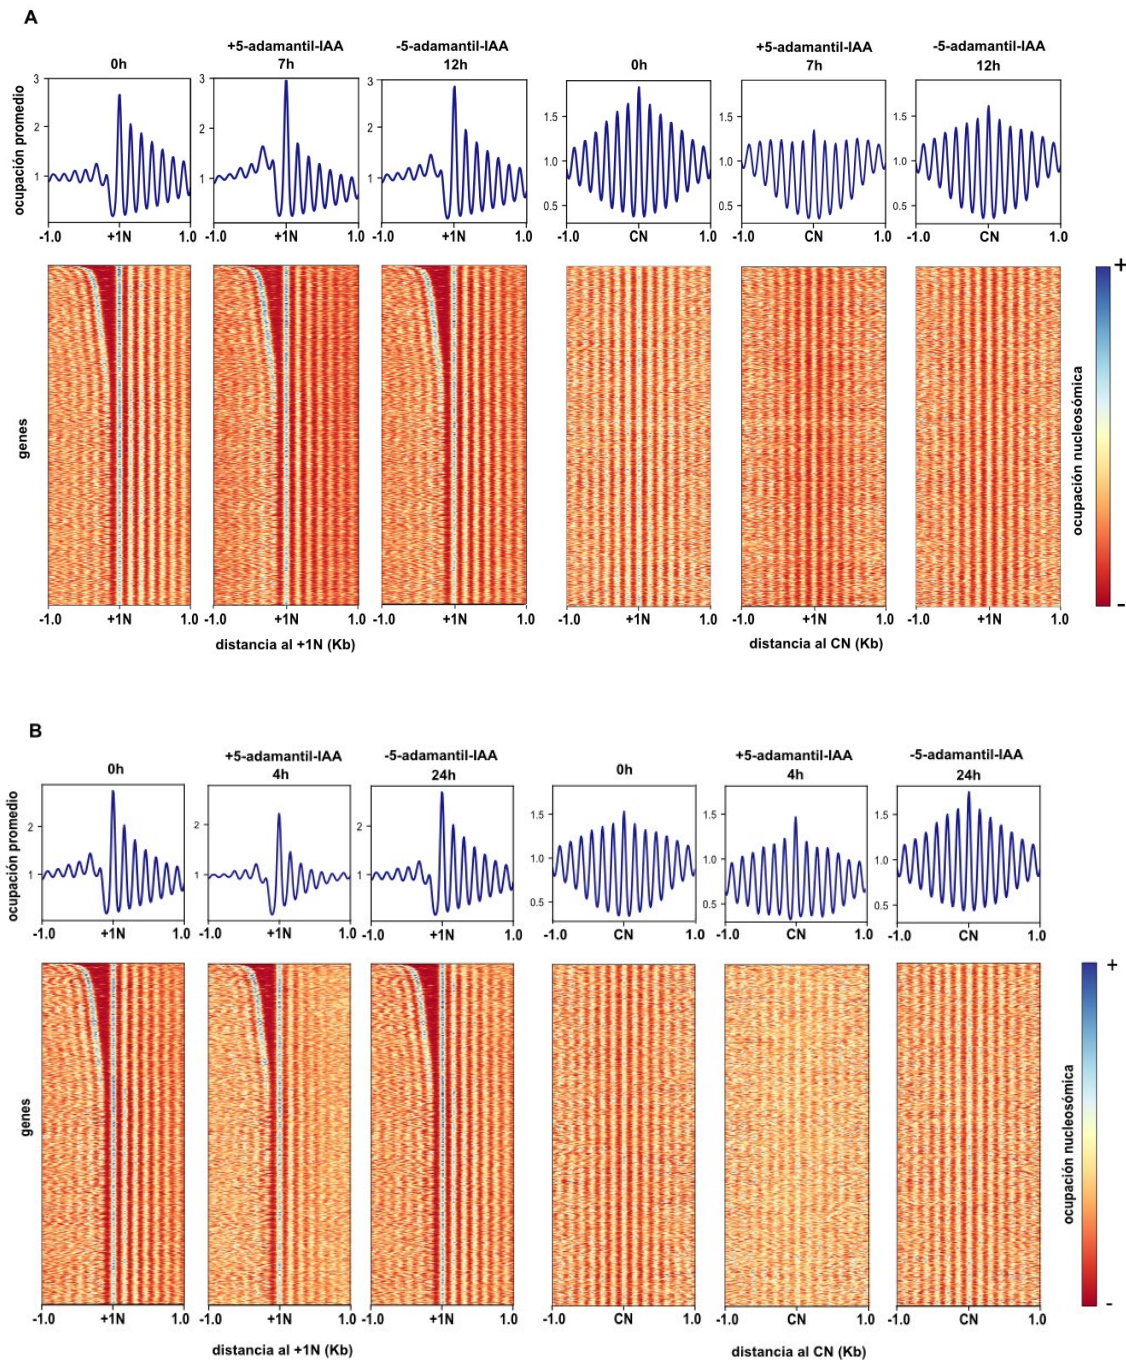 A
0h
+5-adamantil-IAA
7h
-5-adamantil-IAA
12h
0h
+5-adamantil-IAA
7h
-5-adamantil-IAA
12h
ocupación promedio
3
2
1
-1.0 +1N 1.0
3
2
1
-1.0 +1N 1.0
3
2
1
-1.0 +1N 1.0
1.5
1.0
0.5
-1.0 CN 1.0
1.5
1.0
0.5
-1.0 CN 1.0
1.5
1.0
0.5
-1.0 CN 1.0
genes
-1.0 +1N 1.0
-1.0 +1N 1.0
-1.0 +1N 1.0
-1.0 CN 1.0
-1.0 CN 1.0
-1.0 CN 1.0
distancia al +1N (Kb)
distancia al CN (Kb)
+
ocupación nucleosómica
-
B
0h
+5-adamantil-IAA
4h
-5-adamantil-IAA
24h
0h
+5-adamantil-IAA
4h
-5-adamantil-IAA
24h
ocupación promedio
2
1
-1.0 +1N 1.0
2
1
-1.0 +1N 1.0
2
1
-1.0 +1N 1.0
1.5
1.0
0.5
-1.0 CN 1.0
1.5
1.0
0.5
-1.0 CN 1.0
1.5
1.0
0.5
-1.0 CN 1.0
genes
-1.0 +1N 1.0
-1.0 +1N 1.0
-1.0 +1N 1.0
-1.0 CN 1.0
-1.0 CN 1.0
-1.0 CN 1.0
distancia al +1N (Kb)
distancia al CN (Kb)
+
ocupación nucleosómica
-